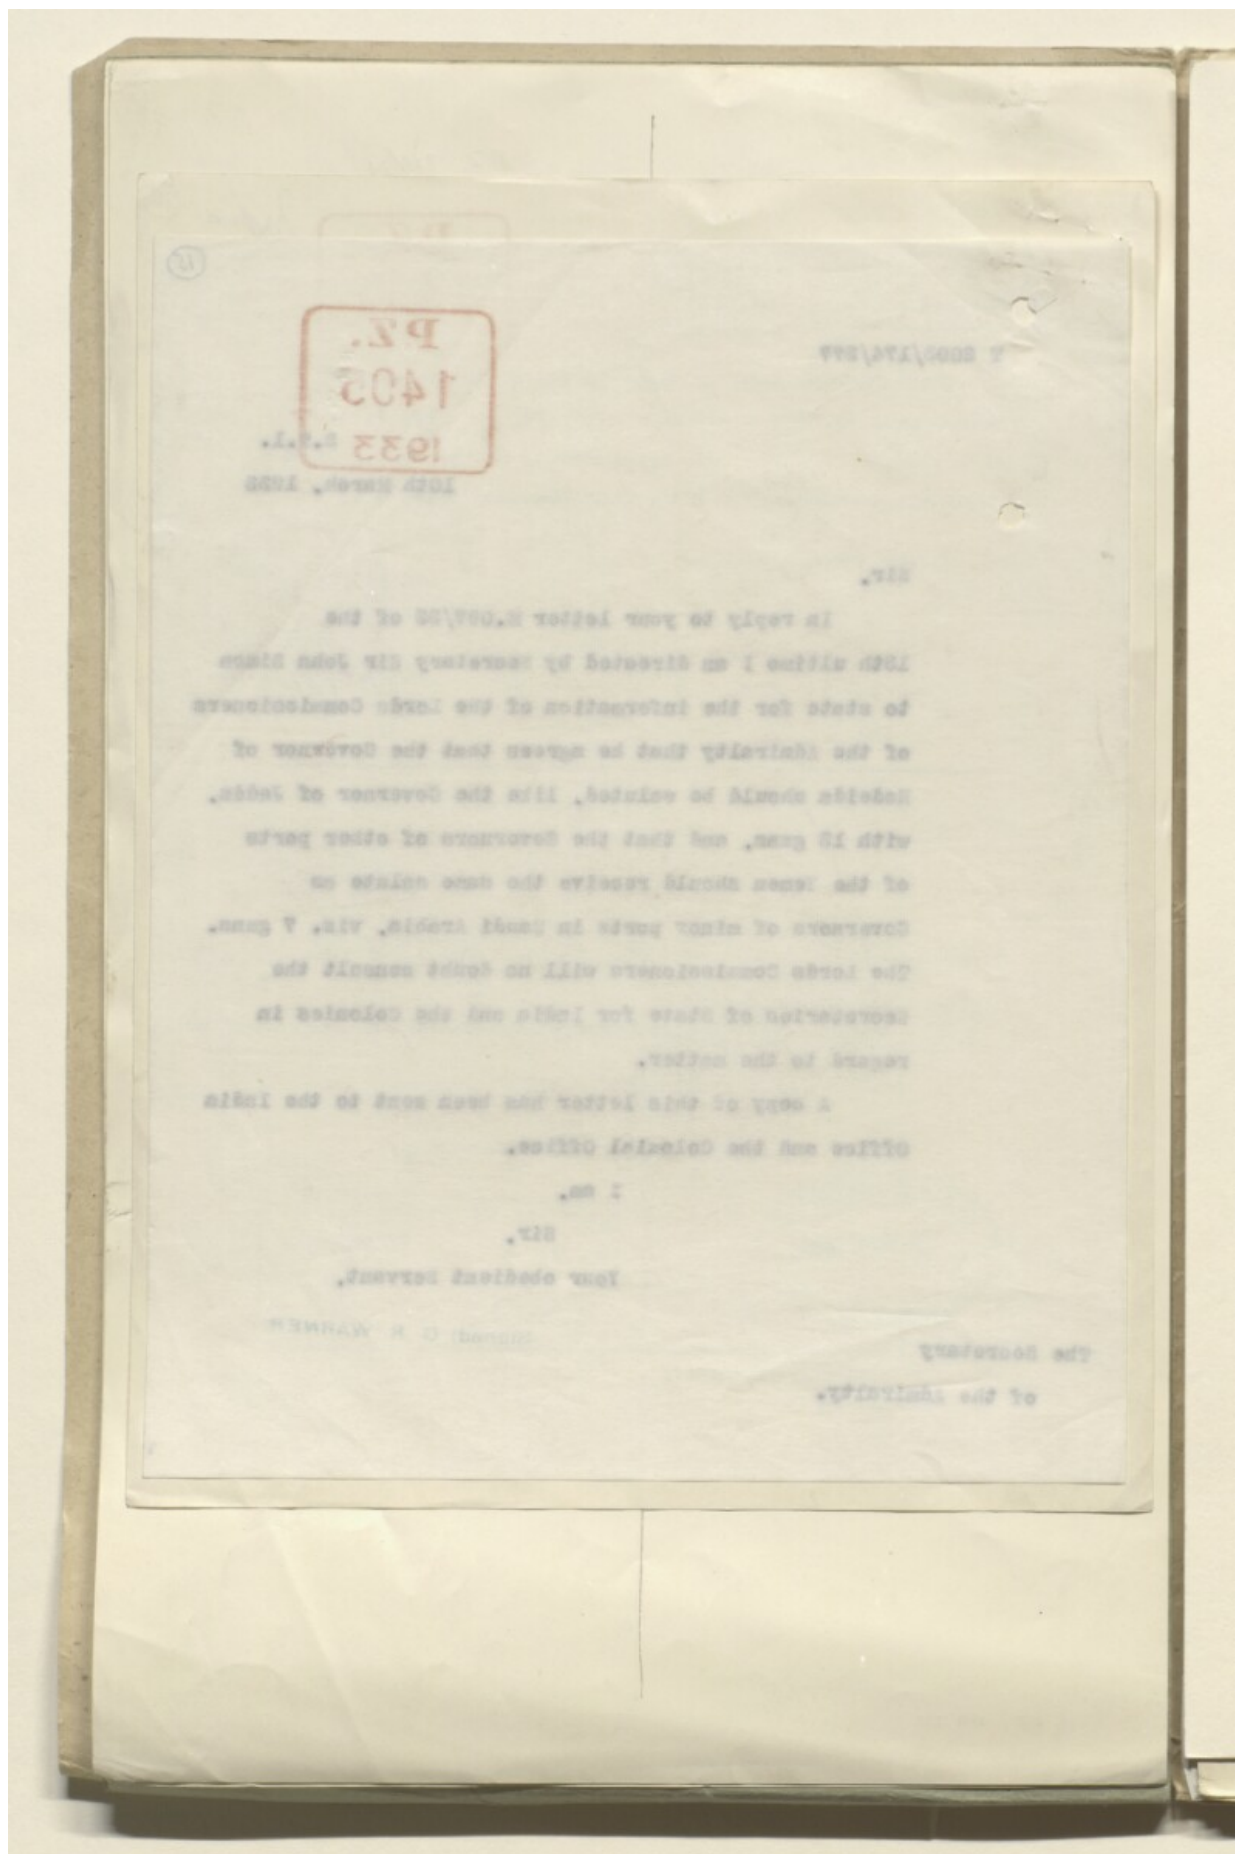 15
P.Z.
1405
1933
S.W.1.
10th March, 1933
Sir,
In reply to your letter of the
18th ultimo I am directed by Secretary Sir John Simon
to state for the information of the Lords Commissioners
of the Admiralty that he agrees that the Governor of
Hodeida should be saluted, like the Governor of Jedda,
with guns, and that the Governors of other ports
of the Yemen should receive the same salute as
Governors of minor ports in Saudi Arabia, viz. 7 guns.
The Lords Commissioners will no doubt consult the
Secretaries of State for India and the Colonies in
regard to the matter.
A copy of this letter has been sent to the India
Office and the Colonial Office.
I am,
Sir,
Your obedient Servant,
(Signed) G R WARNER
The Secretary
of the Admiralty.